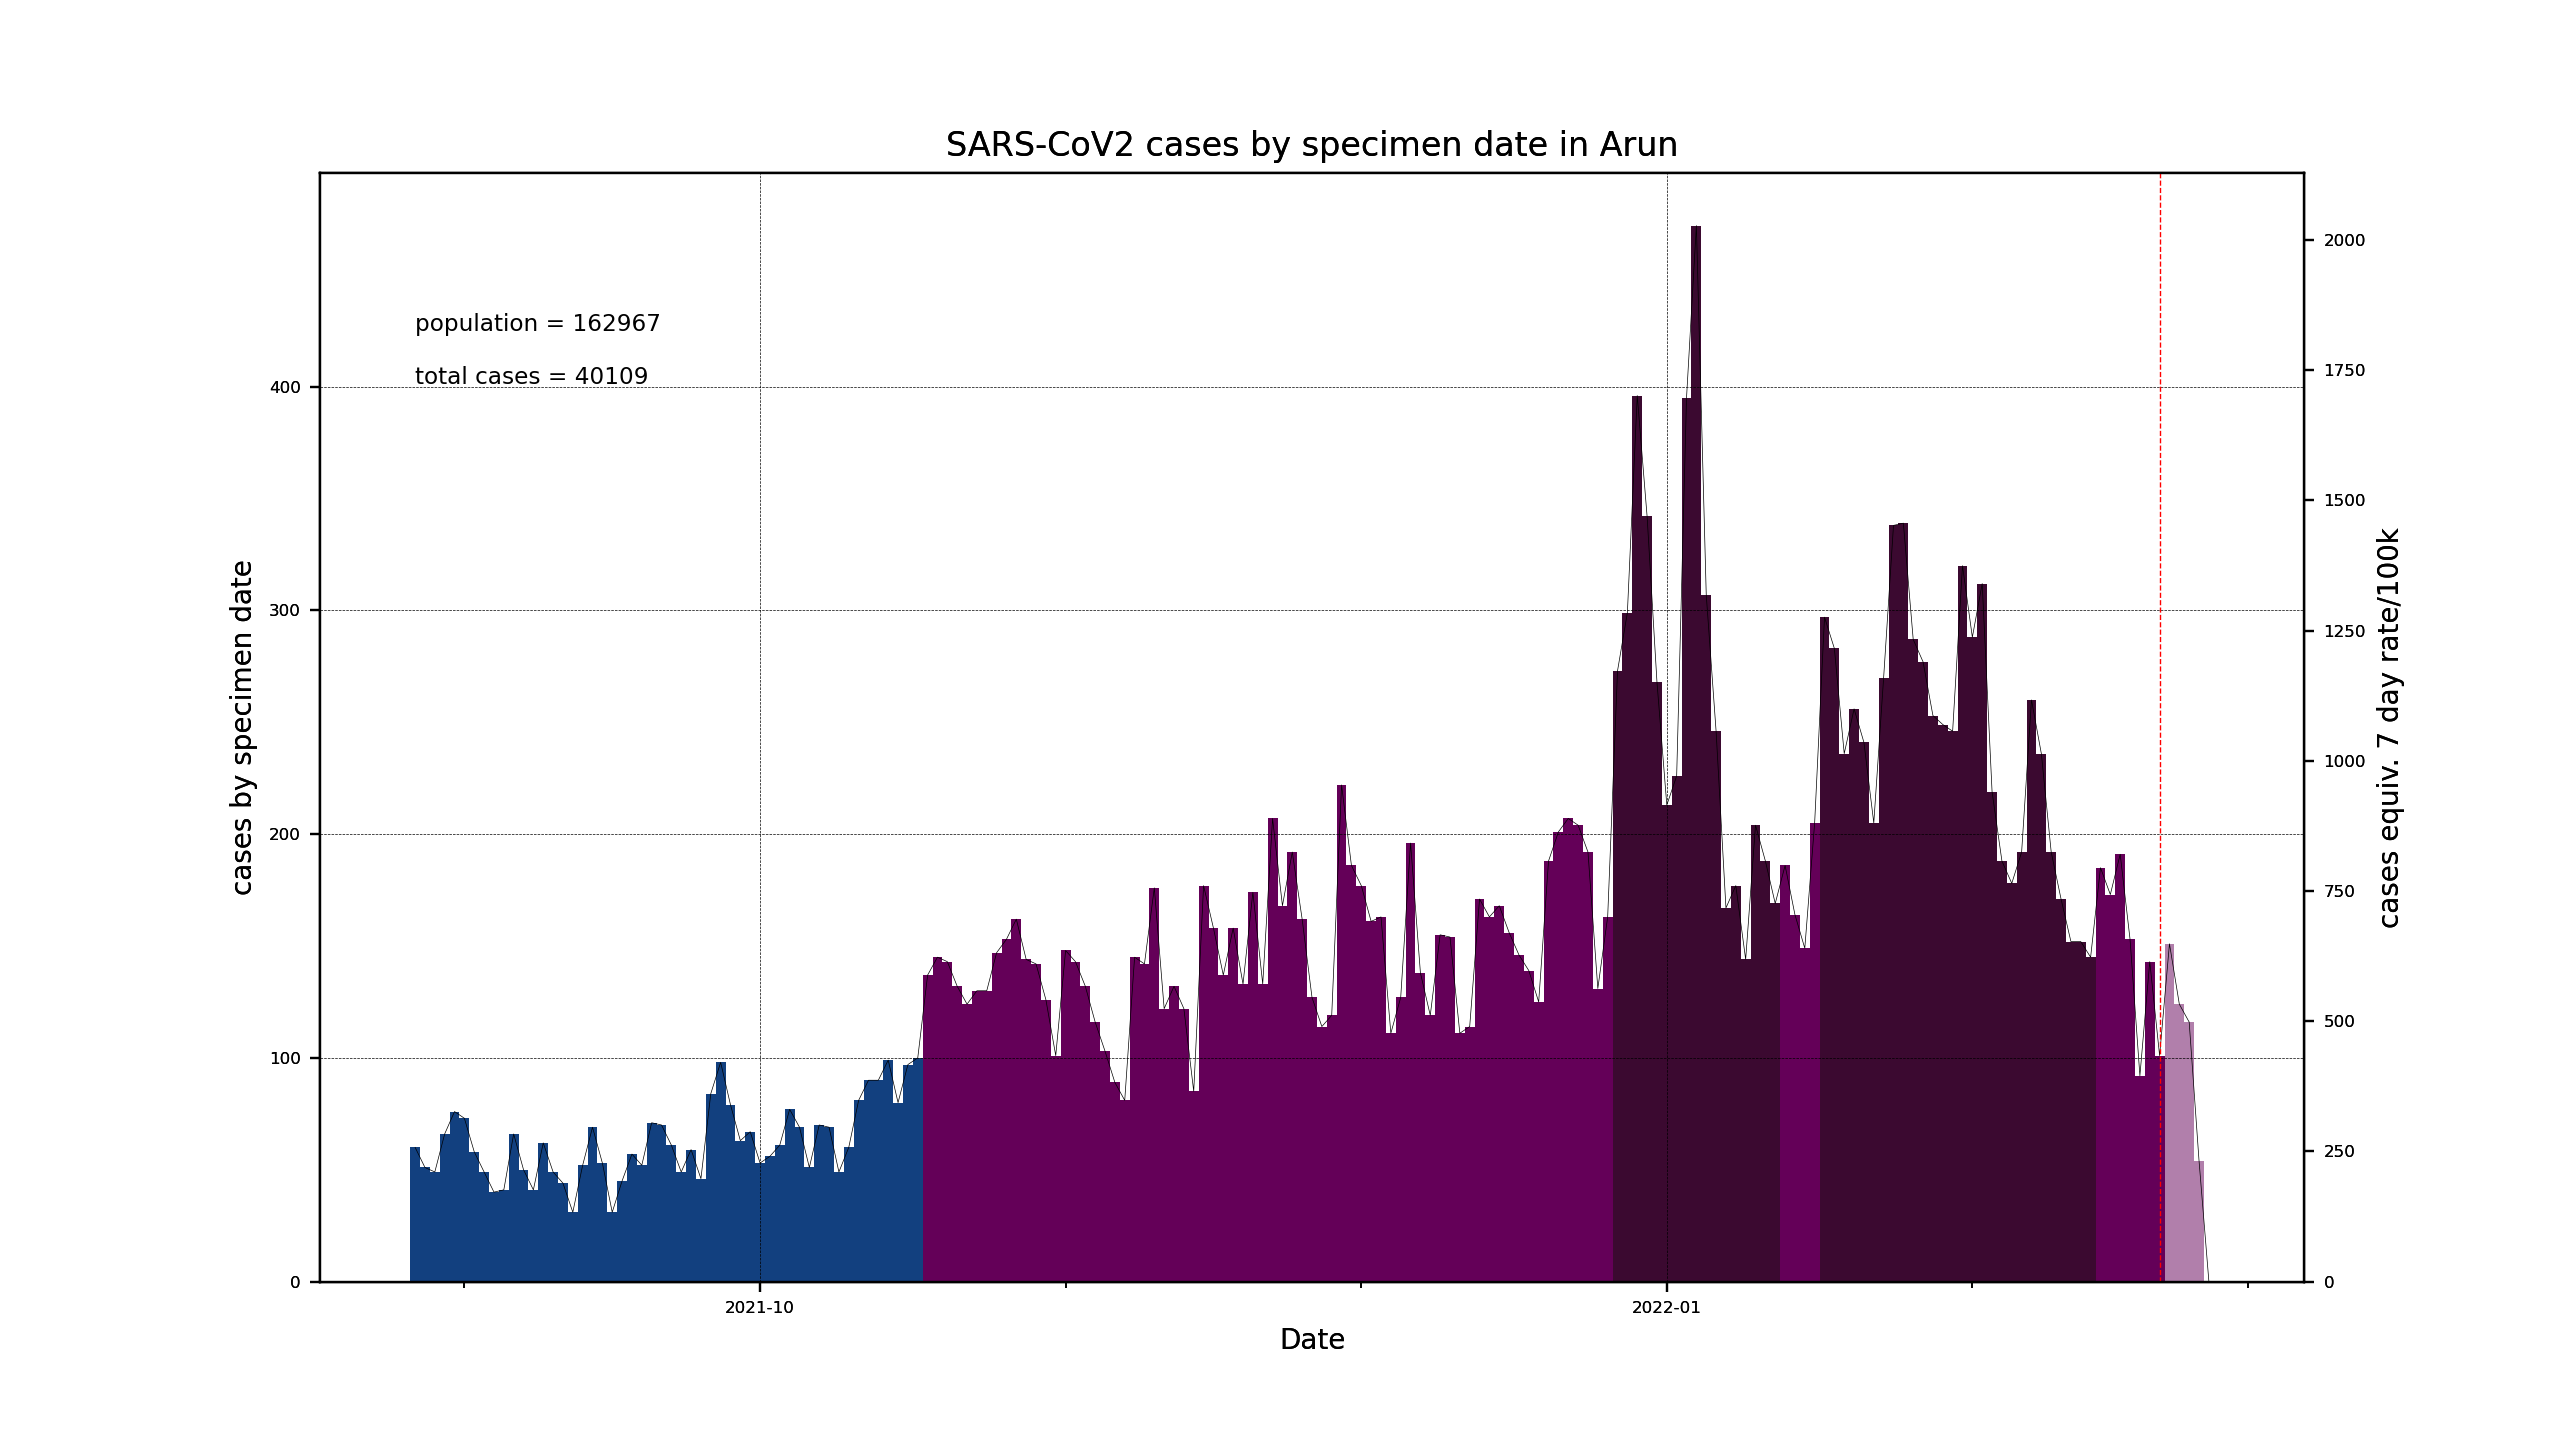 SARS-CoV2 cases by specimen date in Arun
population = 162967
total cases = 40109
cases by specimen date
400
300
200
100
0
2000
1750
1500
1250
1000
750
500
250
0
cases equiv. 7 day rate/100k
2021-10
2022-01
Date